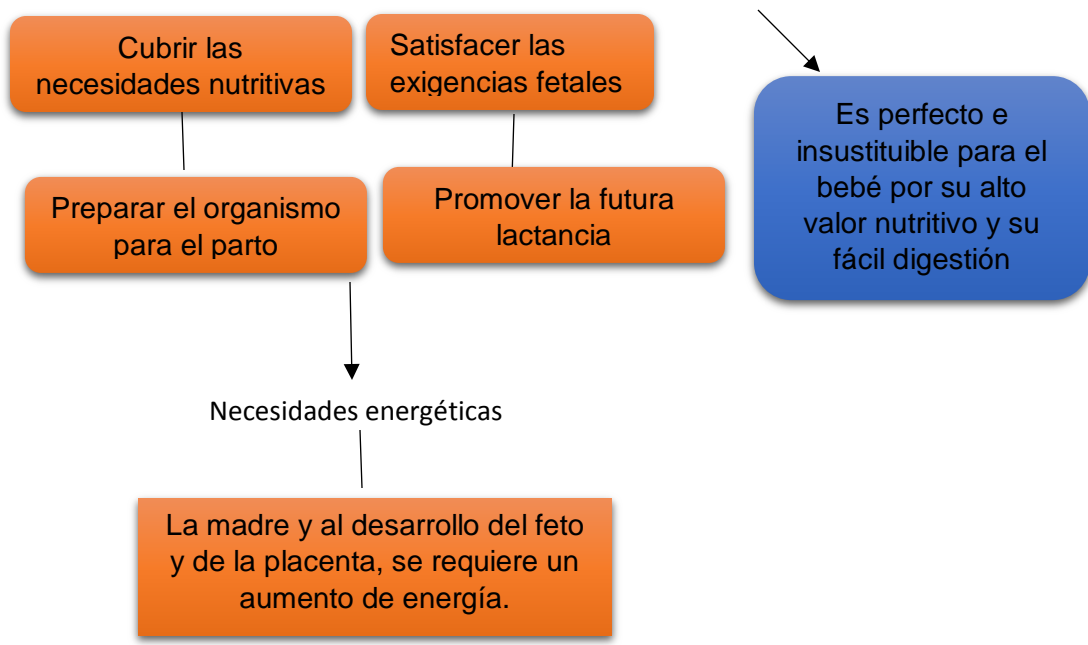 Cubrir las
necesidades nutritivas
Satisfacer las
exigencias fetales
Es perfecto e
insustituible para el
bebé por su alto
valor nutritivo y su
fácil digestión
Preparar el organismo
para el parto
Promover la futura
lactancia
Necesidades energéticas
La madre y al desarrollo del feto
y de la placenta, se requiere un
aumento de energía.